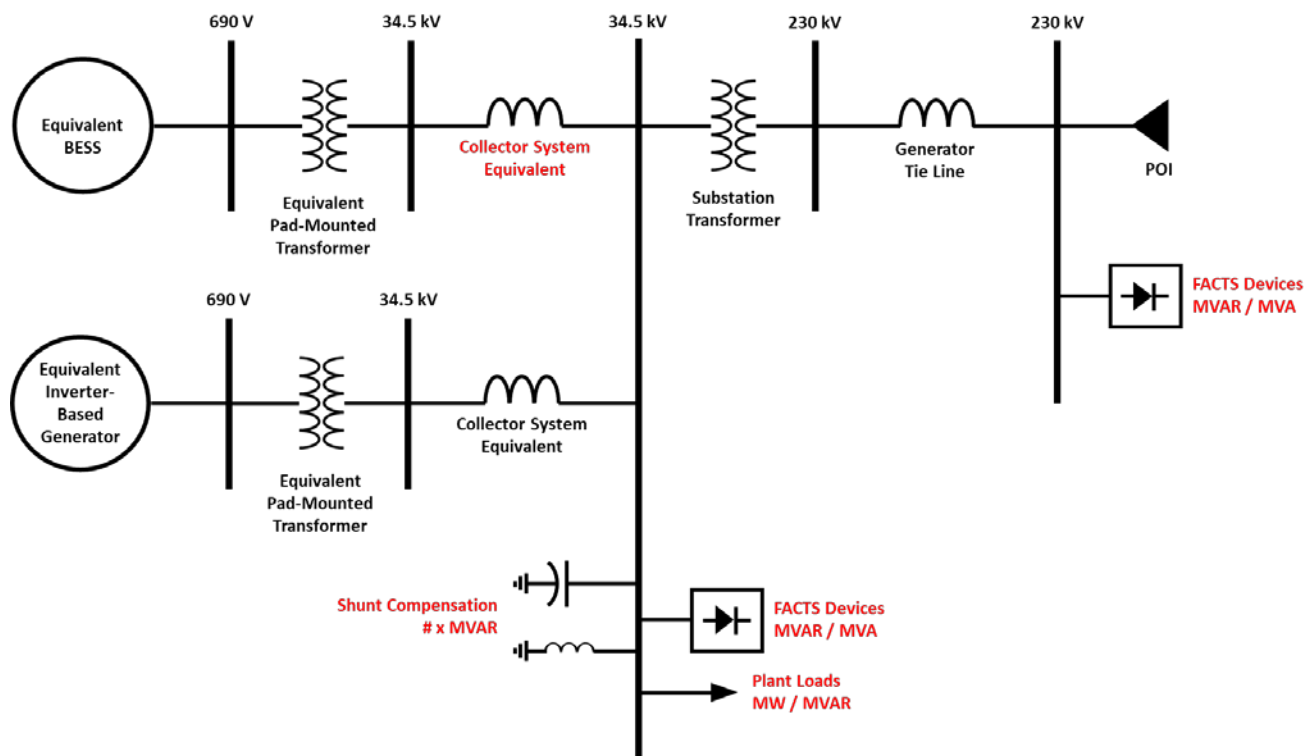 690 V
34.5 kV
34.5 kV
230 kV
230 kV
Equivalent
BESS
Equivalent
Pad-Mounted
Transformer
Collector System
Equivalent
Substation
Transformer
Generator
Tie Line
POI
FACTS Devices
MVAR / MVA
690 V
34.5 kV
Equivalent
Inverter-
Based
Generator
Equivalent
Pad-Mounted
Transformer
Collector System
Equivalent
Shunt Compensation
# x MVAR
FACTS Devices
MVAR / MVA
Plant Loads
MW / MVAR